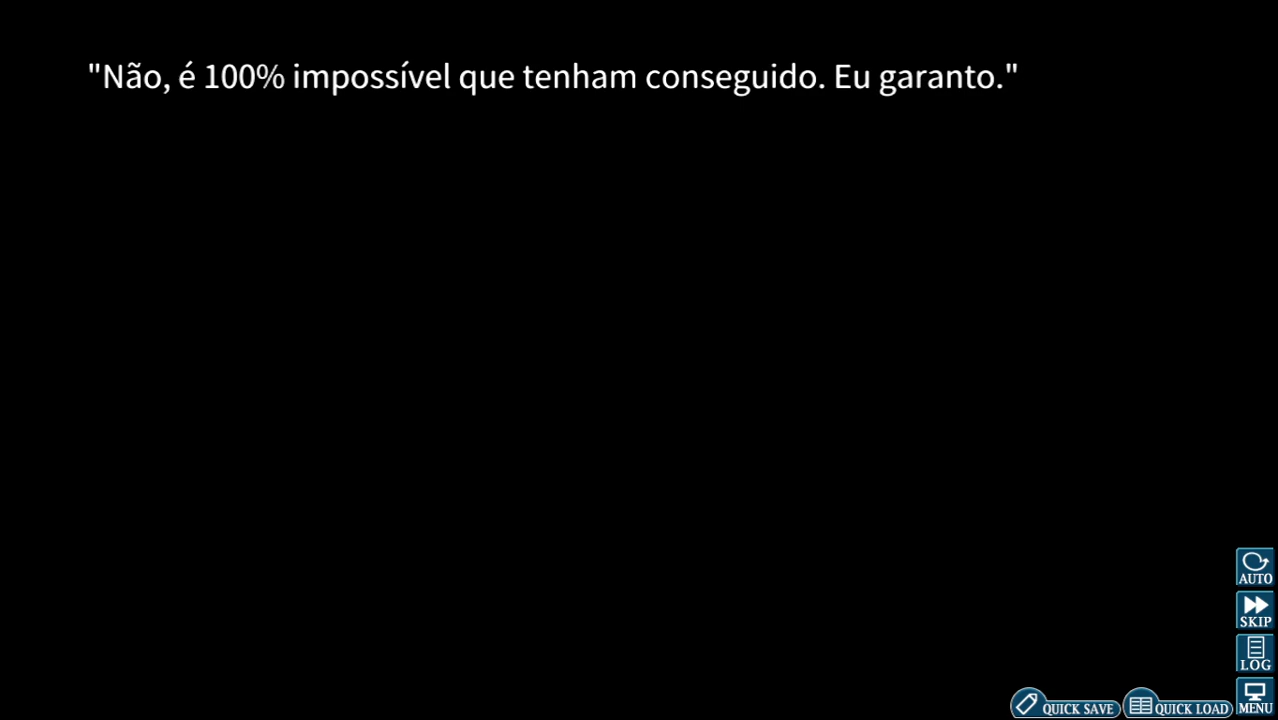 "Não, é 100% impossível que tenham conseguido. Eu garanto."
AUTO
SKIP
LOG
QUICK SAVE
QUICK LOAD
MENU